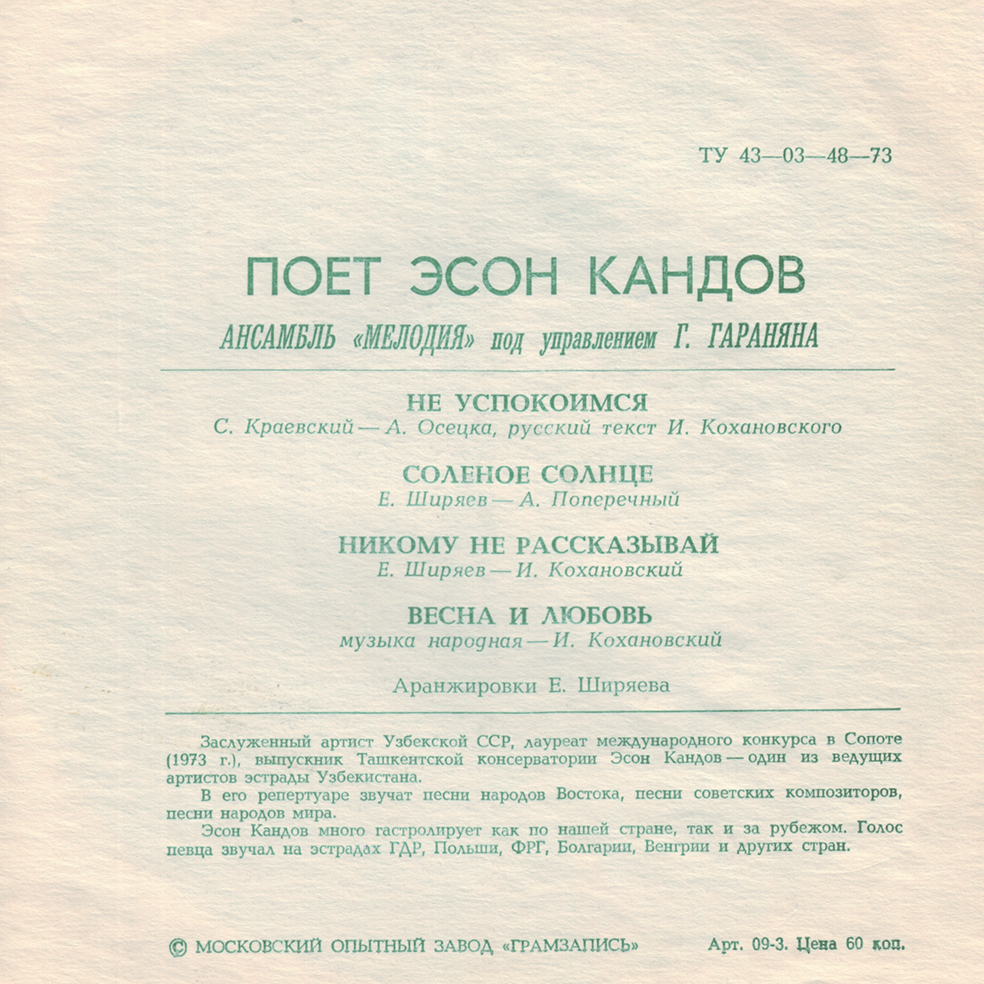 ТУ 43—03—48—73
ПОЕТ ЭСОН КАНДОВ
АНСАМБЛЬ «МЕЛОДИЯ» под управлением Г. ГАРАНЯНА
НЕ УСПОКОИМСЯ
С. Краевский — А. Осецка, русский текст И. Кохановского
СОЛЕНОЕ СОЛНЦЕ
Е. Ширяев — А. Поперечный
НИКОМУ НЕ РАССКАЗЫВАЙ
Е. Ширяев — И. Кохановский
ВЕСНА И ЛЮБОВЬ
музыка народная — И. Кохановский
Аранжировки Е. Ширяева
Заслуженный артист Узбекской ССР, лауреат международного конкурса в Сопоте
(1973 г.), выпускник Ташкентской консерватории Эсон Кандов — один из ведущих
артистов эстрады Узбекистана.
В его репертуаре звучат песни народов Востока, песни советских композиторов,
песни народов мира.
Эсон Кандов много гастролирует как по нашей стране, так и за рубежом. Голос
певца звучал на эстрадах ГДР, Польши, ФРГ, Болгарии, Венгрии и других стран.
© МОСКОВСКИЙ ОПЫТНЫЙ ЗАВОД «ГРАМЗАПИСЬ» Арт. 09-3. Цена 60 коп.